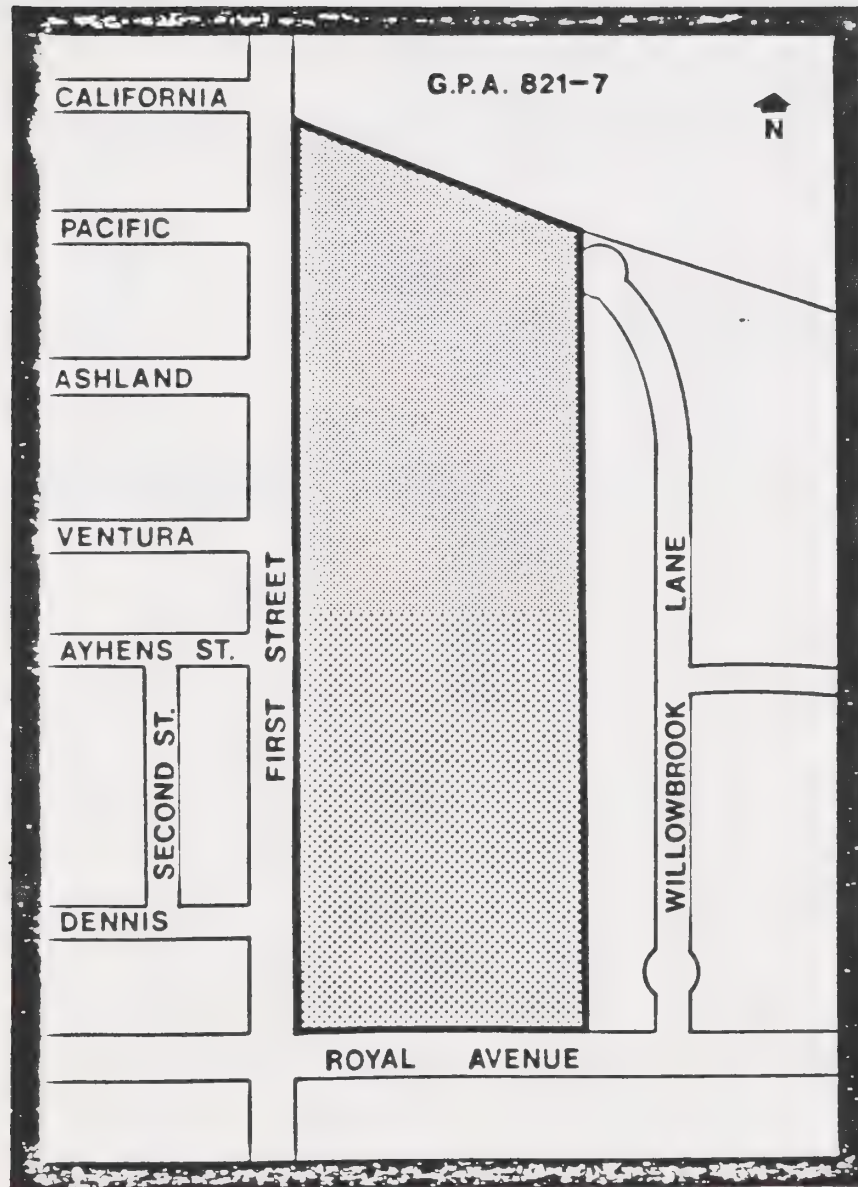 G.P.A. 821-7
N
CALIFORNIA
PACIFIC
ASHLAND
VENTURA
AYHENS ST.
SECOND ST.
DENNIS
FIRST STREET
WILLOWBROOK LANE
ROYAL AVENUE